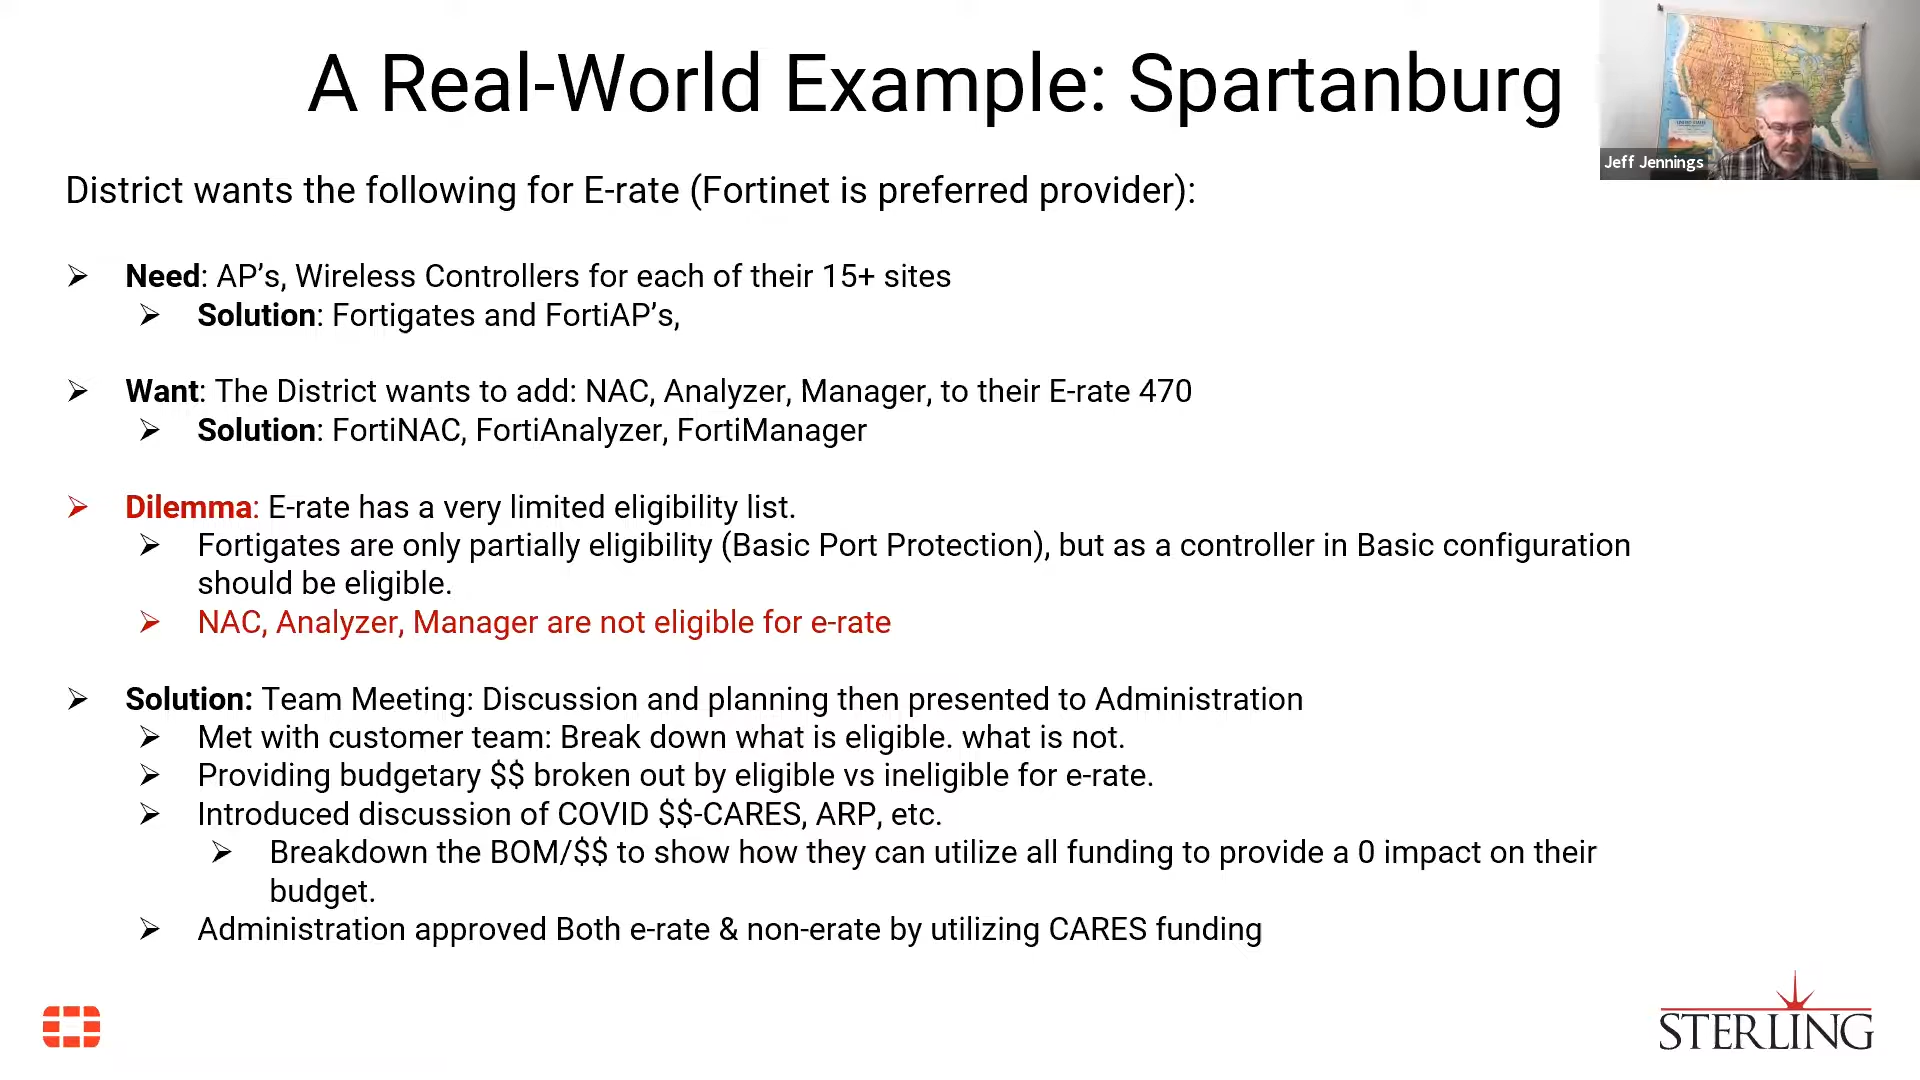 A Real-World Example: Spartanburg
Jeff Jennings
District wants the following for E-rate (Fortinet is preferred provider):
Need: AP’s, Wireless Controllers for each of their 15+ sites
Solution: Fortigates and FortiAP’s,
Want: The District wants to add: NAC, Analyzer, Manager, to their E-rate 470
Solution: FortiNAC, FortiAnalyzer, FortiManager
Dilemma: E-rate has a very limited eligibility list.
Fortigates are only partially eligibility (Basic Port Protection), but as a controller in Basic configuration
should be eligible.
NAC, Analyzer, Manager are not eligible for e-rate
Solution: Team Meeting: Discussion and planning then presented to Administration
Met with customer team: Break down what is eligible. what is not.
Providing budgetary $$ broken out by eligible vs ineligible for e-rate.
Introduced discussion of COVID $$-CARES, ARP, etc.
Breakdown the BOM/$$ to show how they can utilize all funding to provide a 0 impact on their
budget.
Administration approved Both e-rate & non-erate by utilizing CARES funding
STERLING